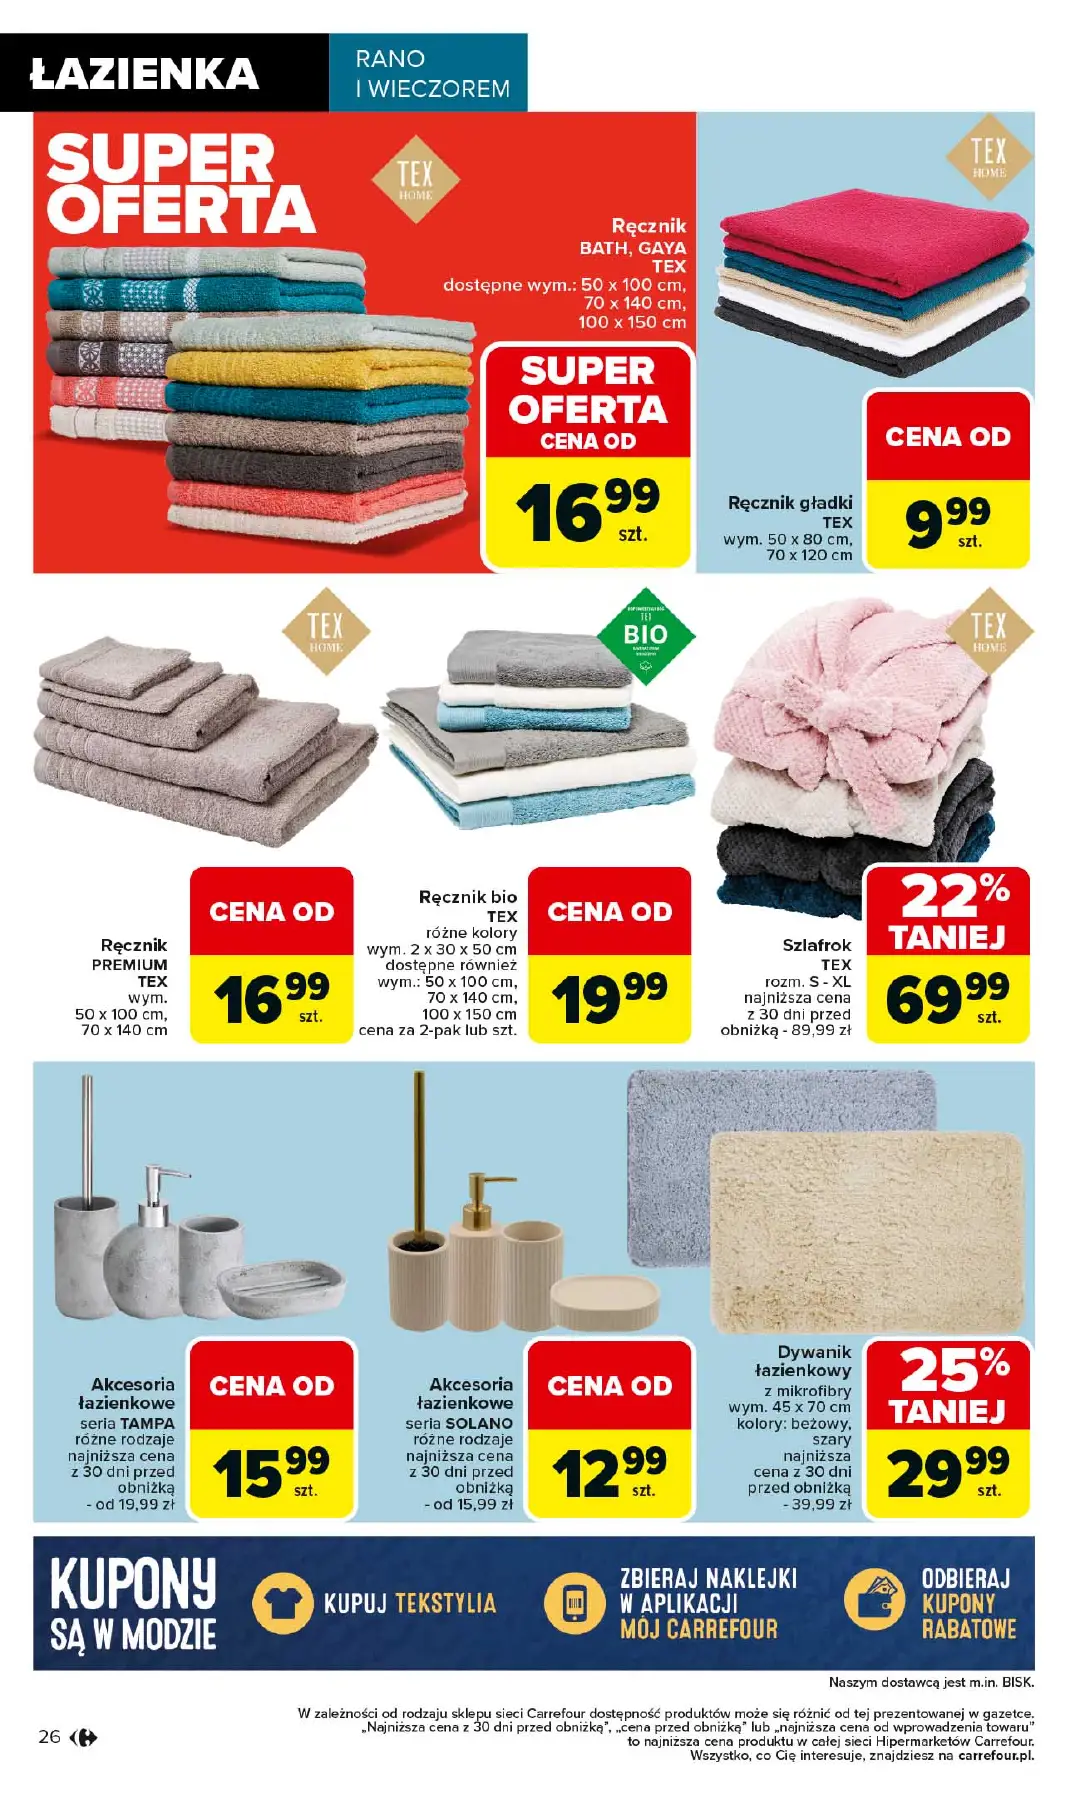 ŁAZIENKA
RANO
I WIECZOREM
SUPER
OFERTA
TEX
HOME
Ręcznik
BATH, GAYA
TEX
dostępne wym.: 50 x 100 cm,
70 x 140 cm,
100 x 150 cm
SUPER
OFERTA
CENA OD
16 99
szt.
TEX
HOME
Ręcznik gładki
TEX
wym. 50 x 80 cm,
70 x 120 cm
CENA OD
9 99
szt.
TEX
HOME
Ręcznik
PREMIUM
TEX
wym.
50 x 100 cm,
70 x 140 cm
CENA OD
16 99
szt.
TEX
BIO
Ręcznik bio
TEX
różne kolory
wym. 2 x 30 x 50 cm
dostępne również
wym.: 50 x 100 cm,
70 x 140 cm,
100 x 150 cm
cena za 2-pak lub szt.
CENA OD
19 99
TEX
HOME
Szlafrok
TEX
rozm. S - XL
najniższa cena
z 30 dni przed
obniżką - 89,99 zł
22%
TANIEJ
69 99
szt.
Akcesoria
łazienkowe
seria TAMPA
różne rodzaje
najniższa cena
z 30 dni przed
obniżką
- od 19,99 zł
CENA OD
15 99
szt.
Akcesoria
łazienkowe
seria SOLANO
różne rodzaje
najniższa cena
z 30 dni przed
obniżką
- od 15,99 zł
CENA OD
12 99
szt.
Dywanik
łazienkowy
z mikrofibry
wym. 45 x 70 cm
kolory: beżowy,
szary
najniższa
cena z 30 dni
przed obniżką
- 39,99 zł
25%
TANIEJ
29 99
szt.
KUPONY
SĄ W MODZIE
KUPUJ TEKSTYLIA
ZBIERAJ NAKLEJKI
W APLIKACJI
MÓJ CARREFOUR
ODBIERAJ
KUPONY
RABATOWE
Naszym dostawcą jest m.in. BISK.
W zależności od rodzaju sklepu sieci Carrefour dostępność produktów może się różnić od tej prezentowanej w gazetce.
„Najniższa cena z 30 dni przed obniżką”, „cena przed obniżką” lub „najniższa cena od wprowadzenia towaru”
to najniższa cena produktu w całej sieci Hipermarketów Carrefour.
Wszystko, co Cię interesuje, znajdziesz na carrefour.pl.
26